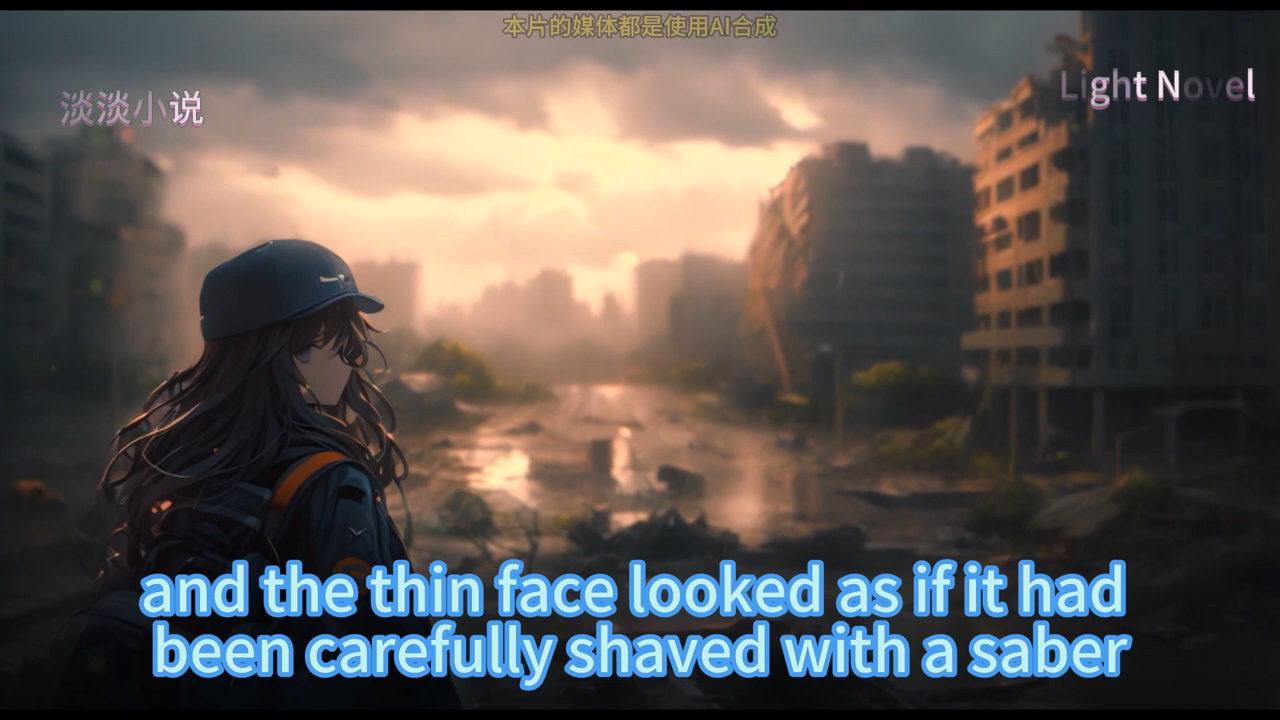 本片的媒体都是使用AI合成
淡淡小说
Light Novel
and the thin face looked as if it had
been carefully shaved with a saber